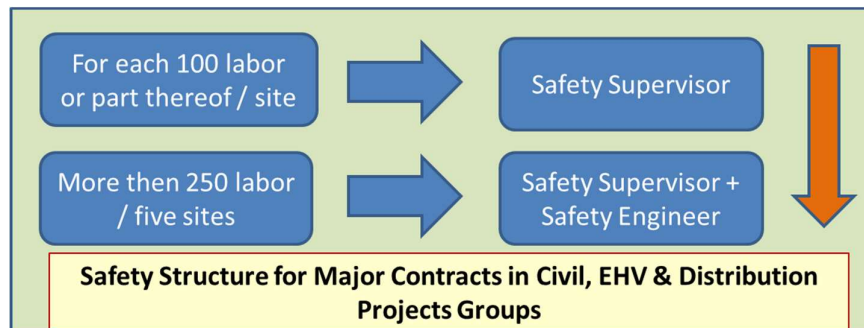 For each 100 labor
or part thereof / site
Safety Supervisor
More then 250 labor
/ five sites
Safety Supervisor +
Safety Engineer
Safety Structure for Major Contracts in Civil, EHV & Distribution
Projects Groups